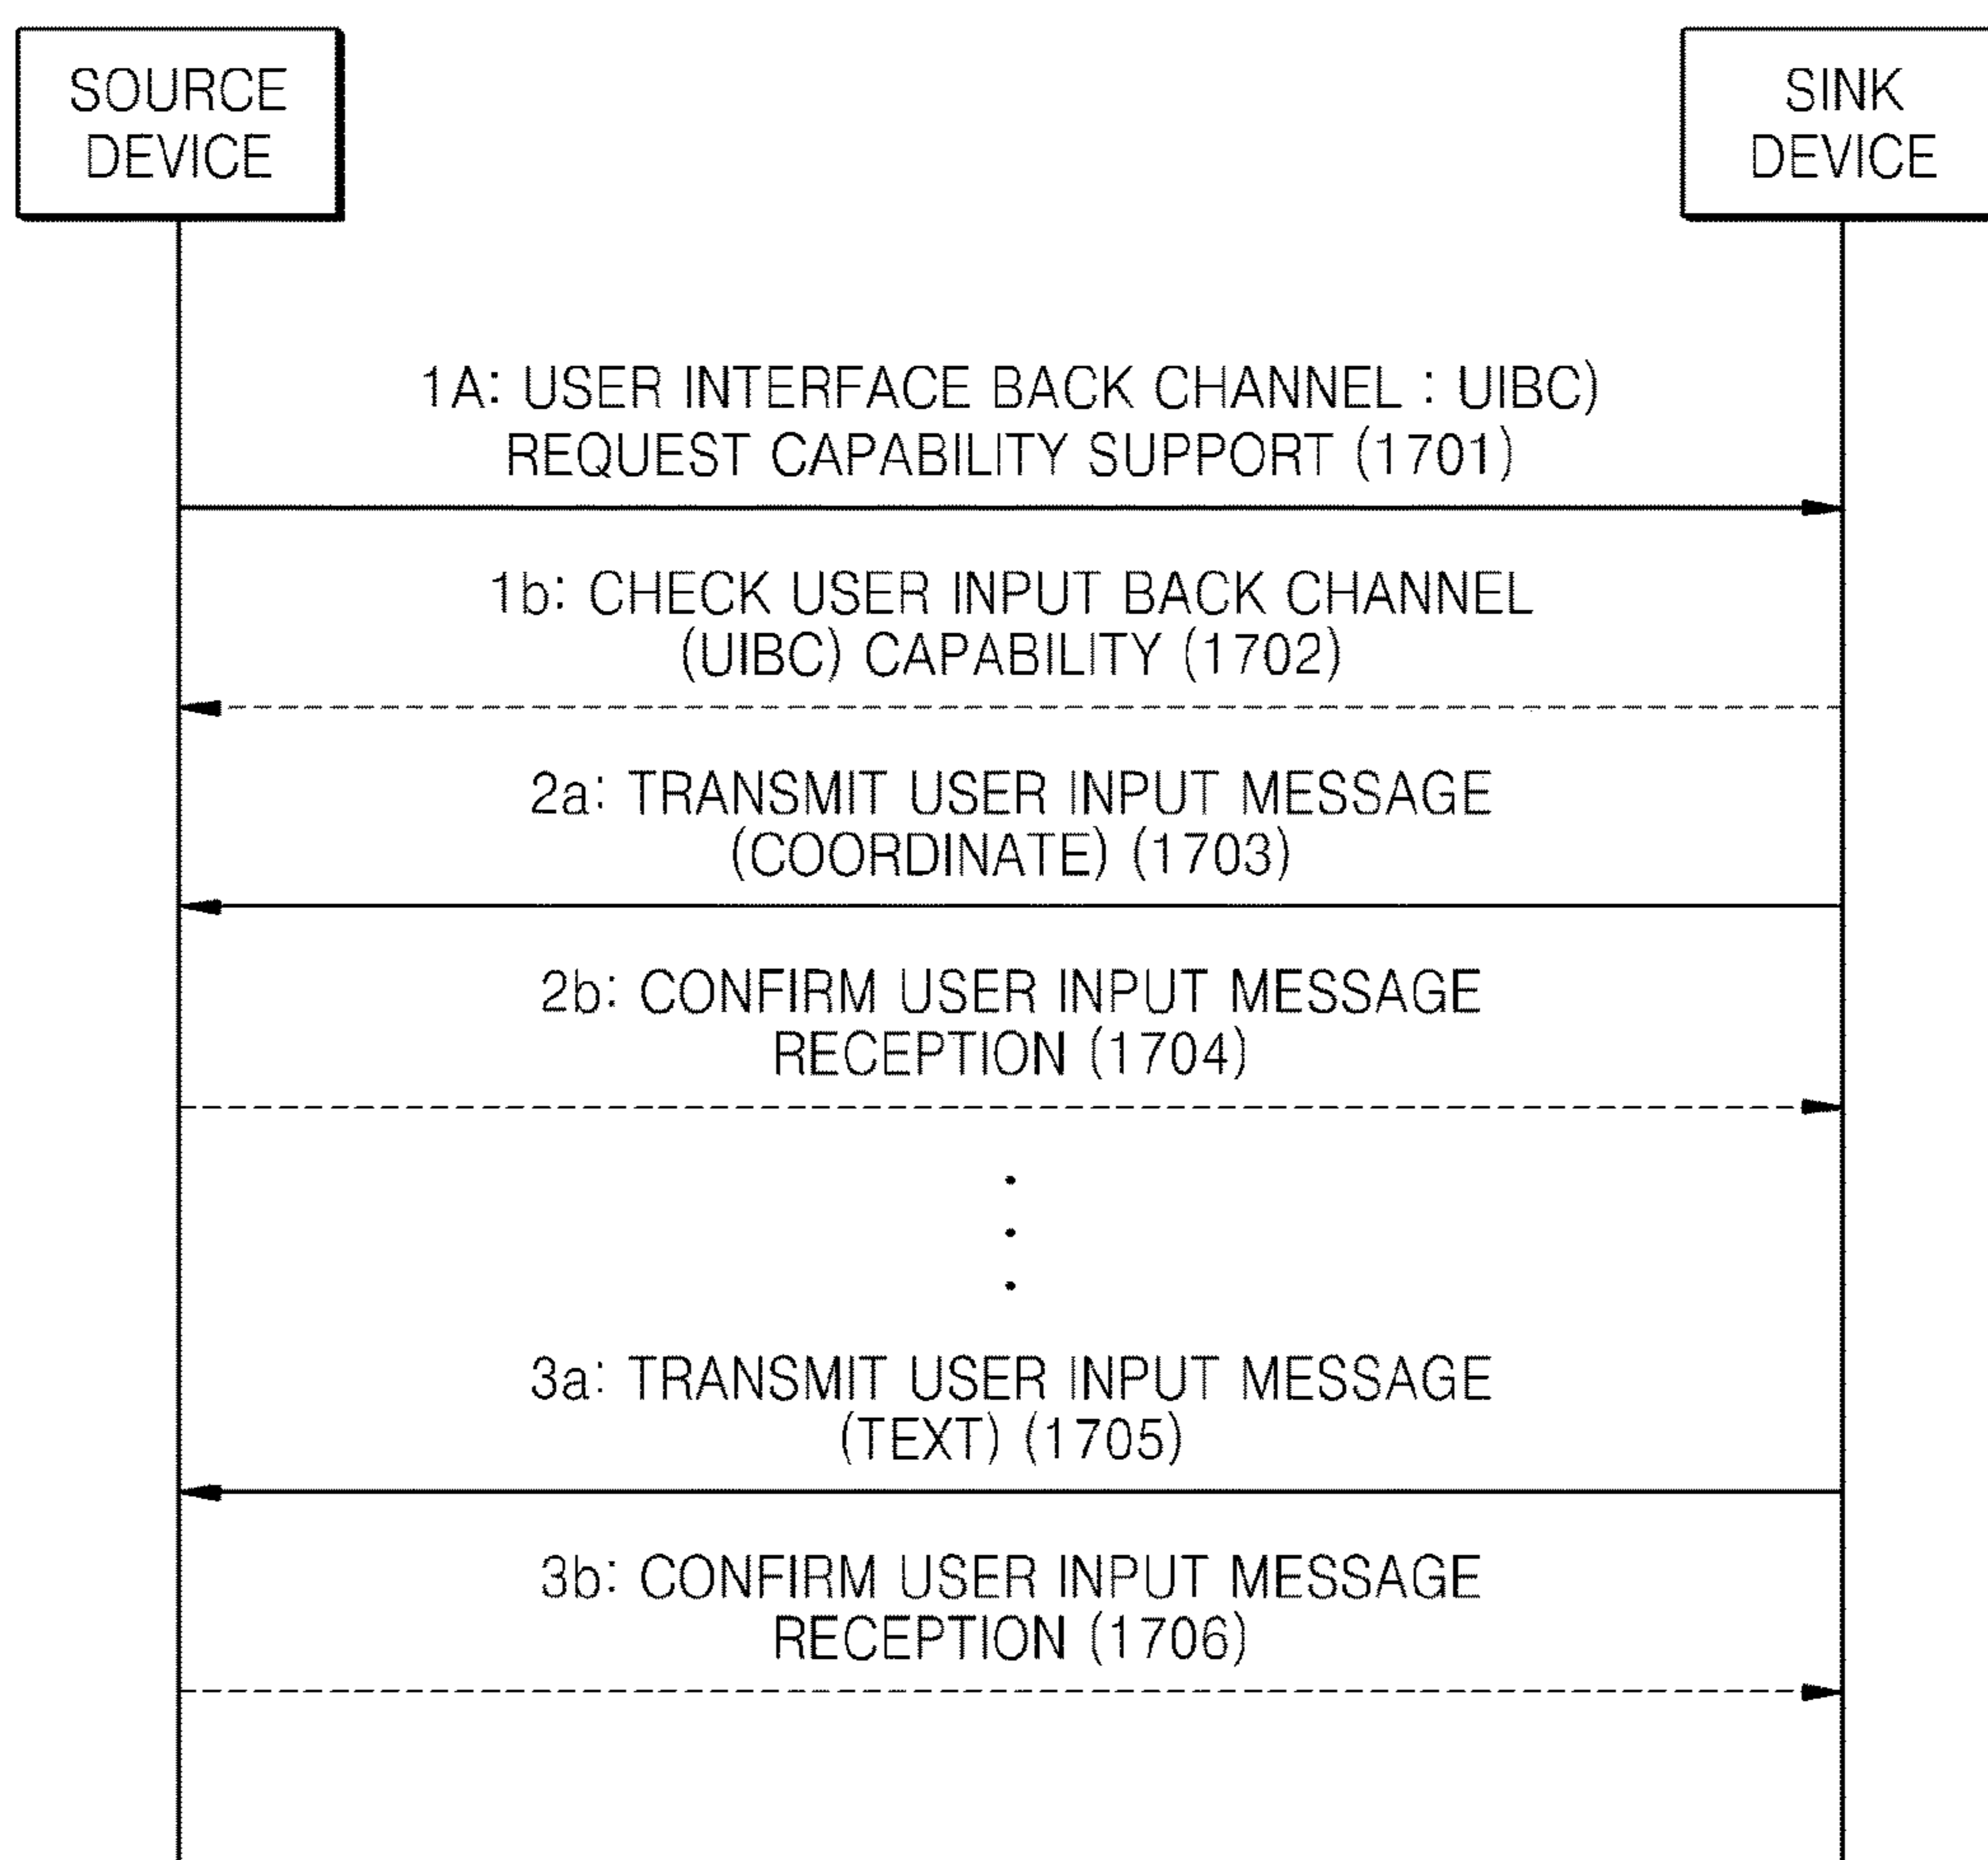 SOURCE
DEVICE
SINK
DEVICE
1A: USER INTERFACE BACK CHANNEL : UIBC)
REQUEST CAPABILITY SUPPORT (1701)
1b: CHECK USER INPUT BACK CHANNEL
(UIBC) CAPABILITY (1702)
2a: TRANSMIT USER INPUT MESSAGE
(COORDINATE) (1703)
2b: CONFIRM USER INPUT MESSAGE
RECEPTION (1704)
3a: TRANSMIT USER INPUT MESSAGE
(TEXT) (1705)
3b: CONFIRM USER INPUT MESSAGE
RECEPTION (1706)